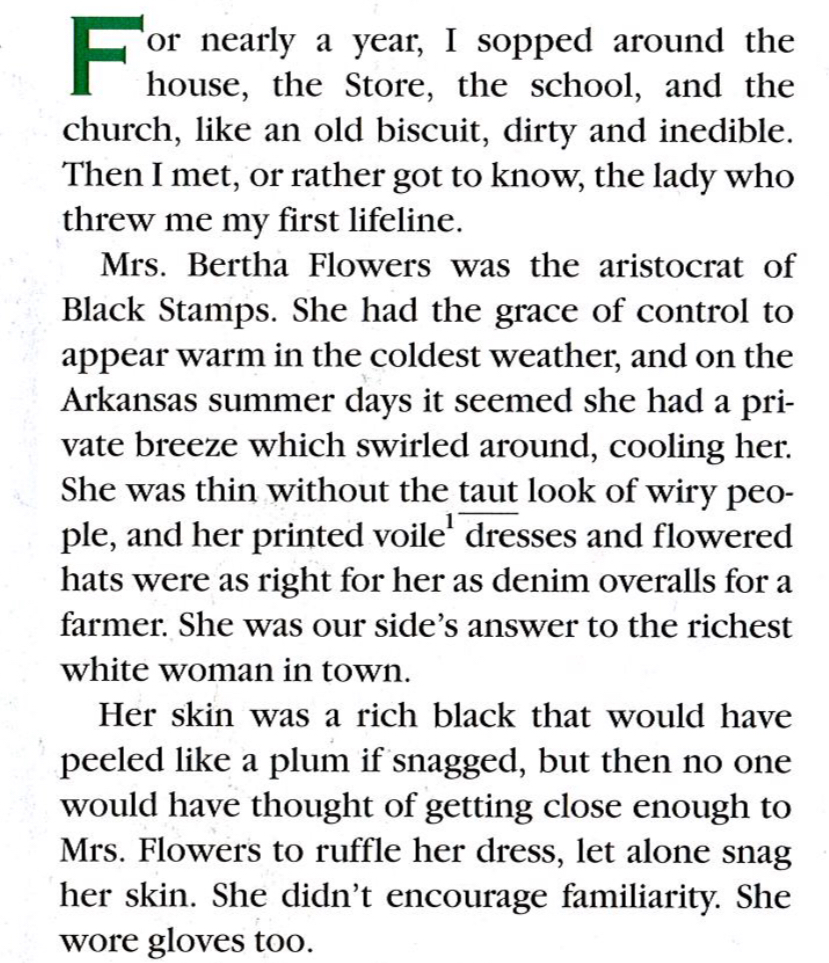 For nearly a year, I sopped around the
house, the Store, the school, and the
church, like an old biscuit, dirty and inedible.
Then I met, or rather got to know, the lady who
threw me my first lifeline.
Mrs. Bertha Flowers was the aristocrat of
Black Stamps. She had the grace of control to
appear warm in the coldest weather, and on the
Arkansas summer days it seemed she had a pri-
vate breeze which swirled around, cooling her.
She was thin without the taut look of wiry peo-
ple, and her printed voile¹ dresses and flowered
hats were as right for her as denim overalls for a
farmer. She was our side's answer to the richest
white woman in town.
Her skin was a rich black that would have
peeled like a plum if snagged, but then no one
would have thought of getting close enough to
Mrs. Flowers to ruffle her dress, let alone snag
her skin. She didn't encourage familiarity. She
wore gloves too.